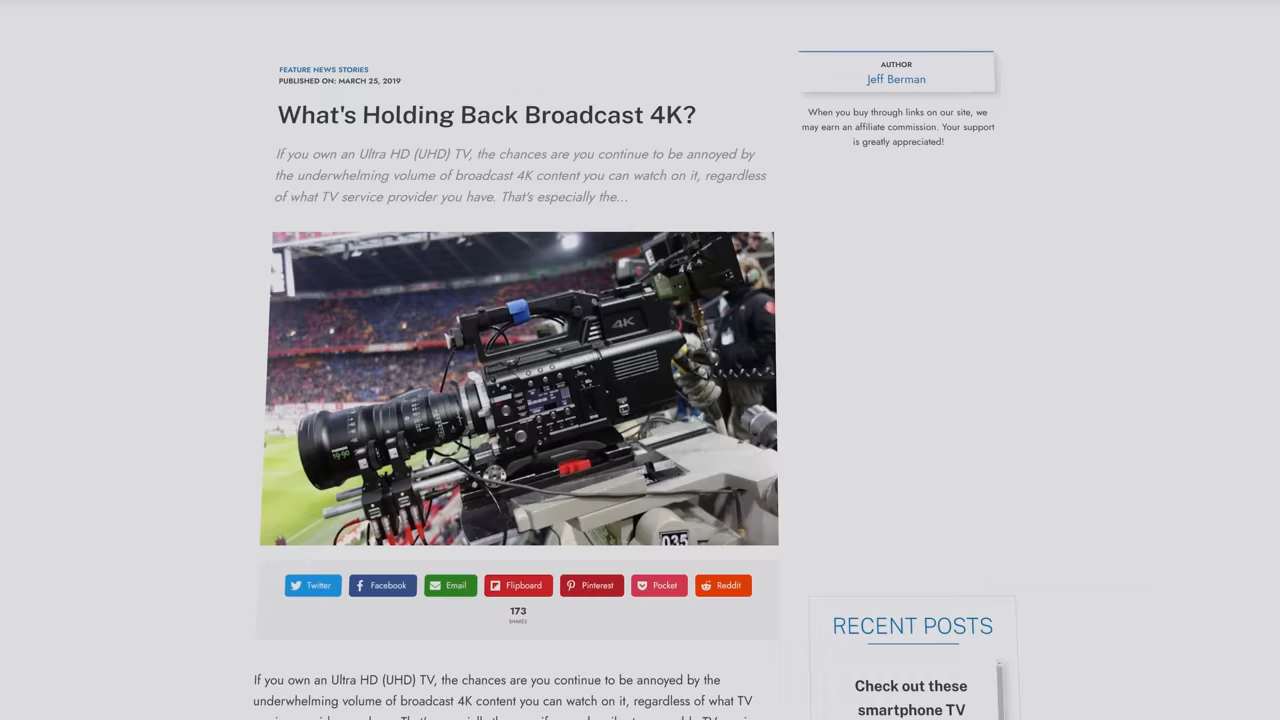 FEATURE NEWS STORIES
PUBLISHED ON: MARCH 25, 2019
What's Holding Back Broadcast 4K?
If you own an Ultra HD (UHD) TV, the chances are you continue to be annoyed by
the underwhelming volume of broadcast 4K content you can watch on it, regardless
of what TV service provider you have. That's especially the...
AUTHOR
Jeff Berman
When you buy through links on our site, we
may earn an affiliate commission. Your support
is greatly appreciated!
4K
19-90
035
Twitter
Facebook
Email
Flipboard
Pinterest
Pocket
Reddit
173
SHARES
If you own an Ultra HD (UHD) TV, the chances are you continue to be annoyed by the
underwhelming volume of broadcast 4K content you can watch on it, regardless of what TV
RECENT POSTS
Check out these
smartphone TV